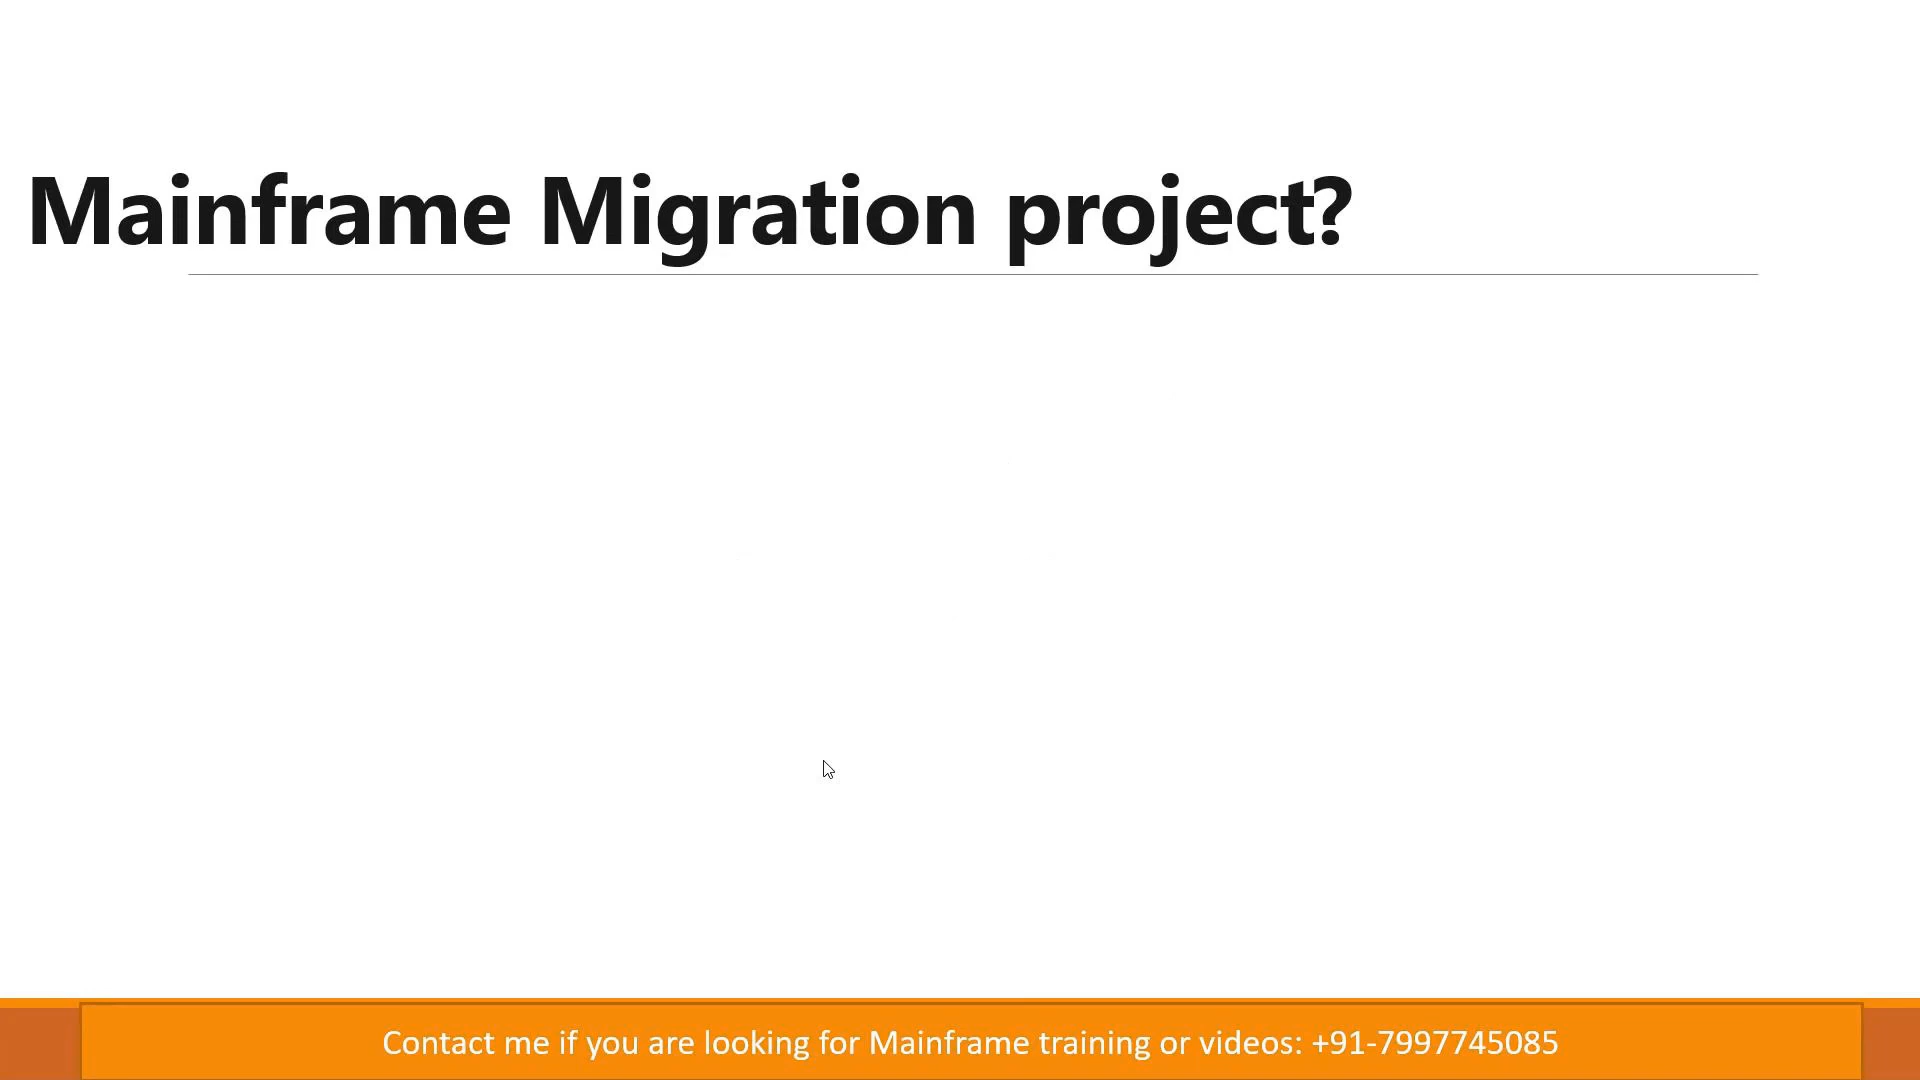 Mainframe Migration project?
Contact me if you are looking for Mainframe training or videos: +91-7997745085